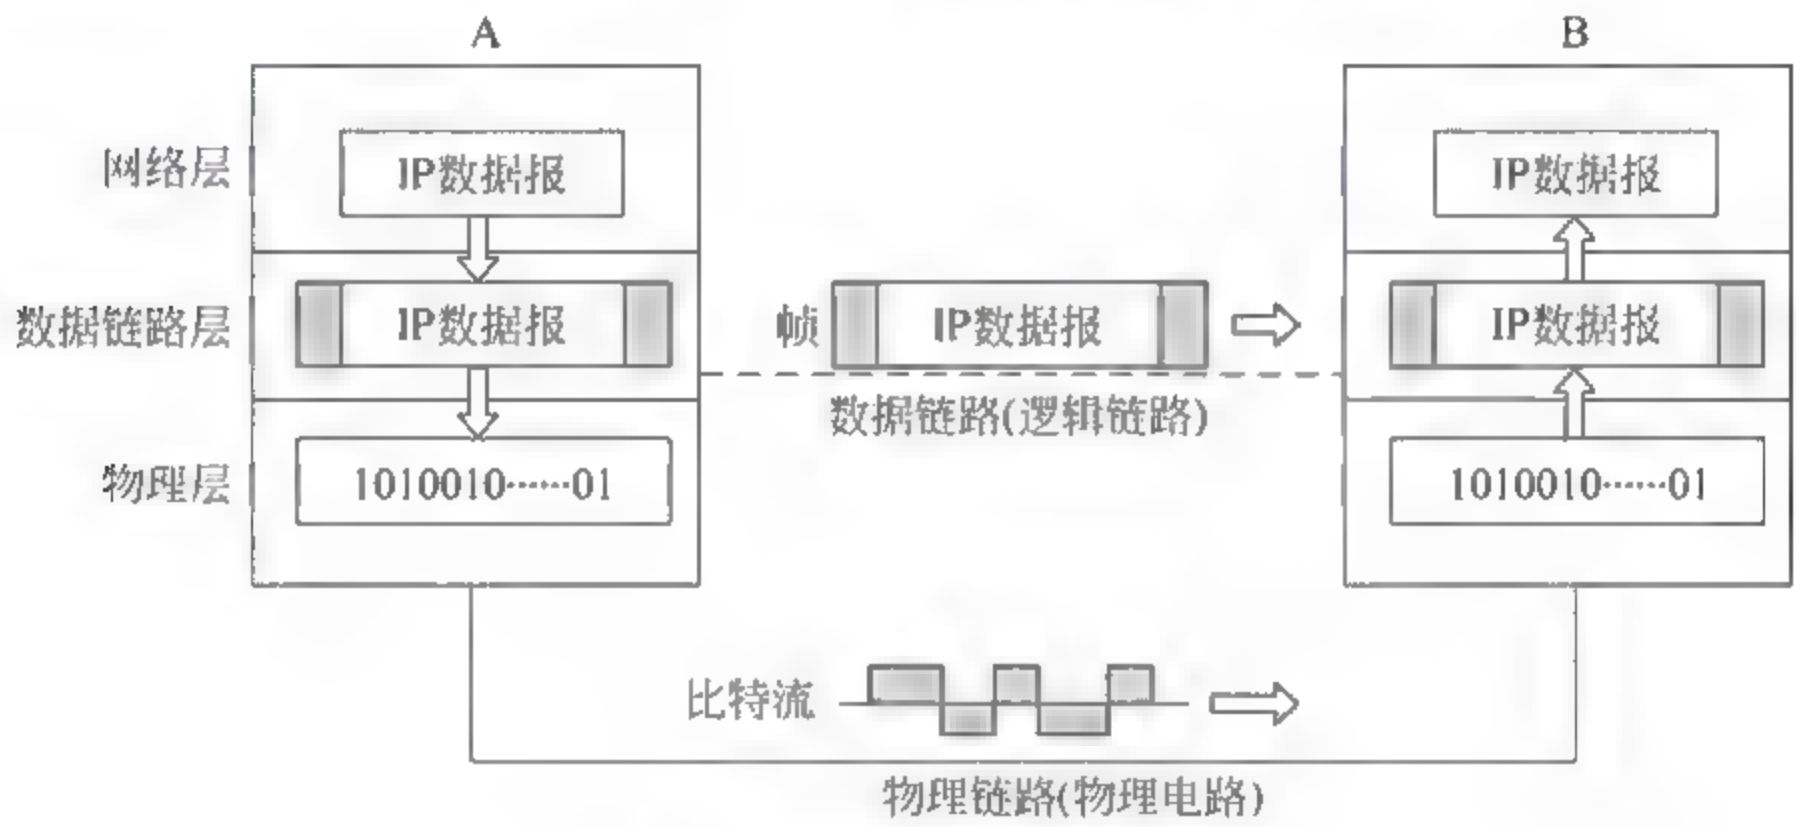 A
B
网络层
IP数据报
IP数据报
数据链路层
IP数据报
帧
IP数据报
IP数据报
数据链路(逻辑链路)
物理层
1010010……01
1010010……01
比特流
物理链路(物理电路)